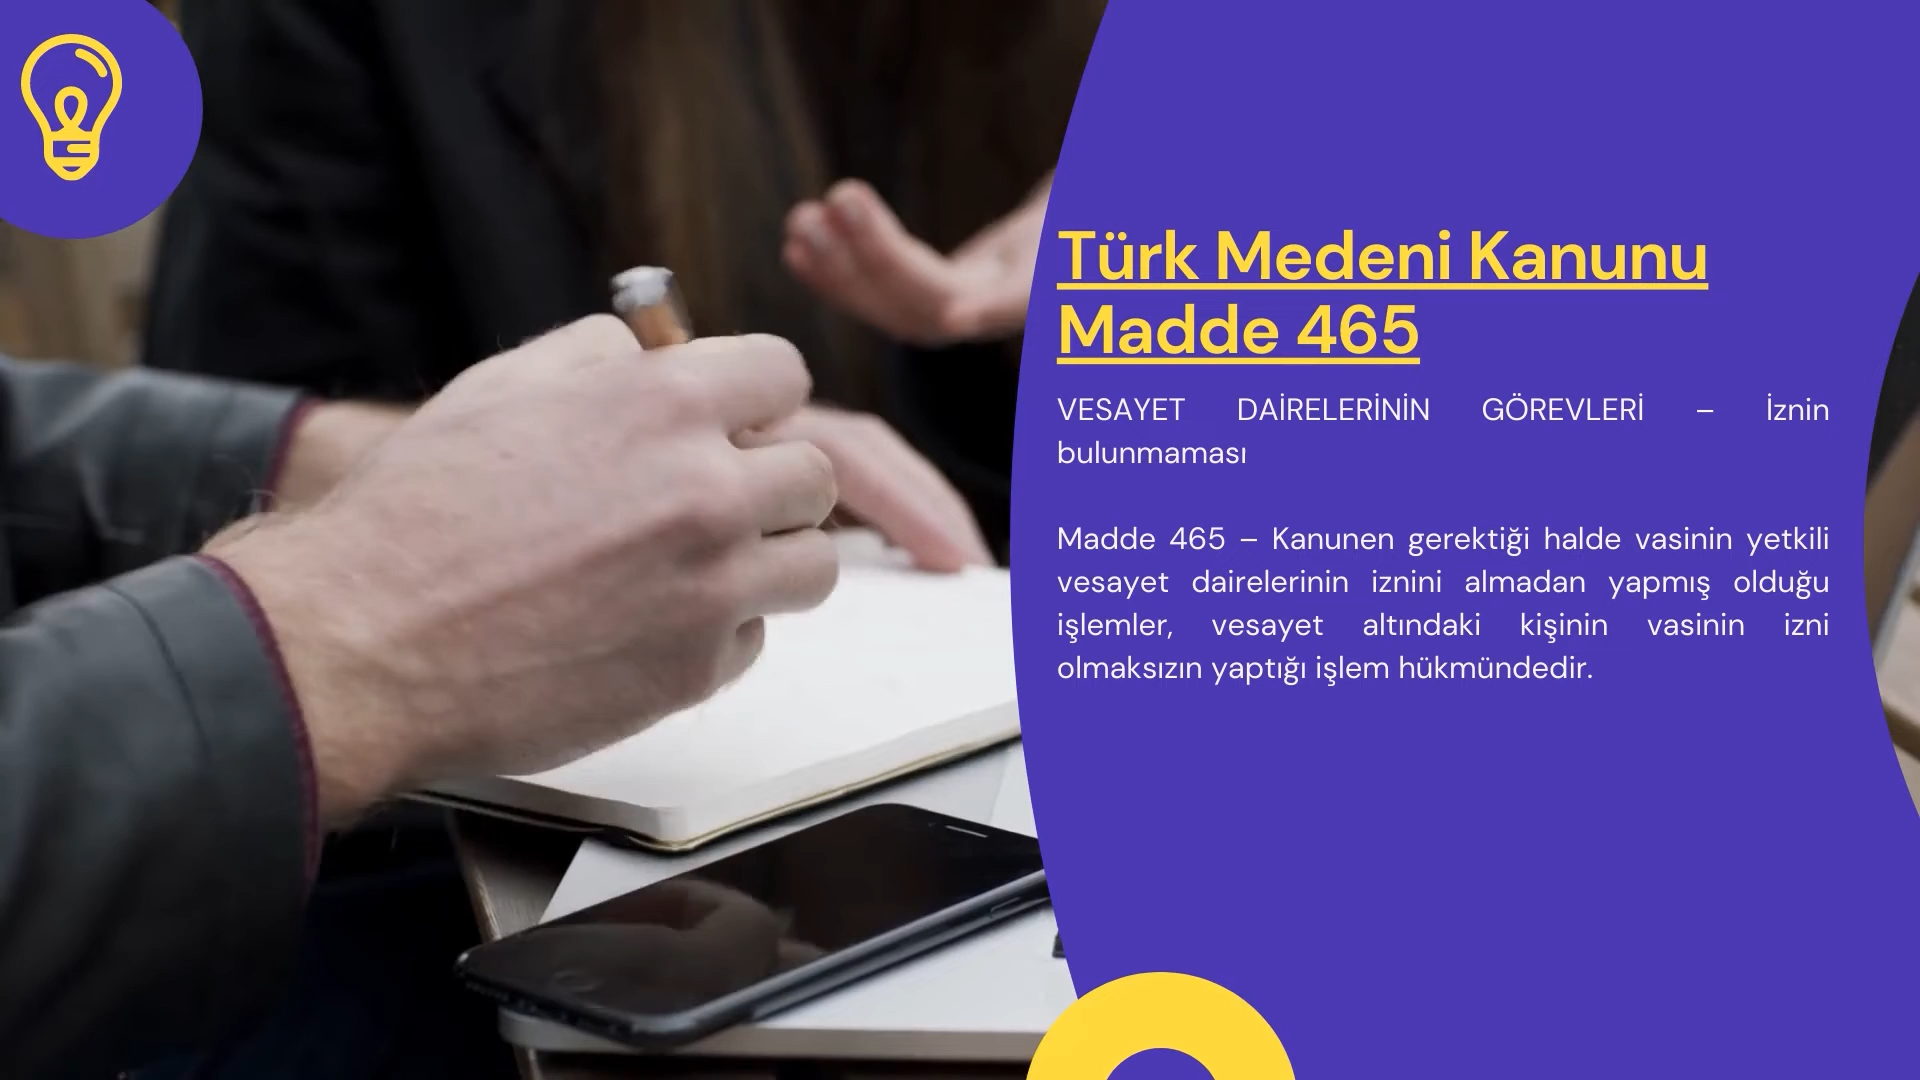 Türk Medeni Kanunu
Madde 465
VESAYET DAİRELERİNİN GÖREVLERİ – İznin
bulunmaması
Madde 465 – Kanunen gerektiği halde vasinin yetkili
vesayet dairelerinin iznini almadan yapmış olduğu
işlemler, vesayet altındaki kişinin vasinin izni
olmaksızın yaptığı işlem hükmündedir.